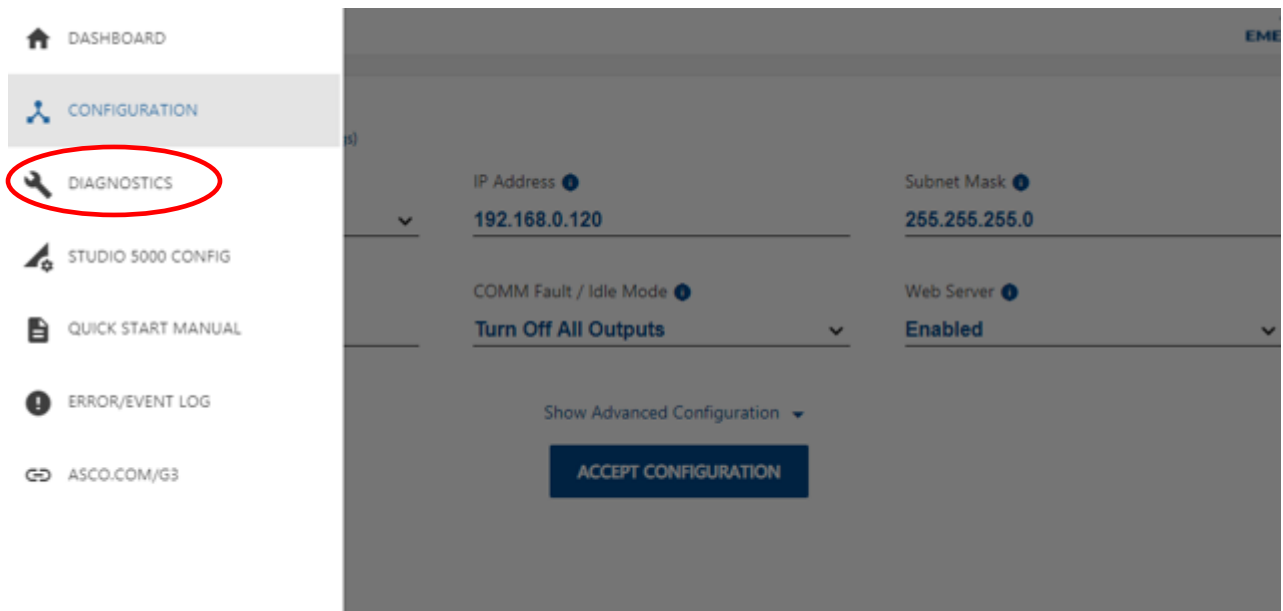 DASHBOARD
EME
CONFIGURATION
gs)
DIAGNOSTICS
IP Address
Subnet Mask
192.168.0.120
255.255.255.0
STUDIO 5000 CONFIG
COMM Fault / Idle Mode
Web Server
QUICK START MANUAL
Turn Off All Outputs
Enabled
ERROR/EVENT LOG
Show Advanced Configuration
ASCO.COM/G3
ACCEPT CONFIGURATION